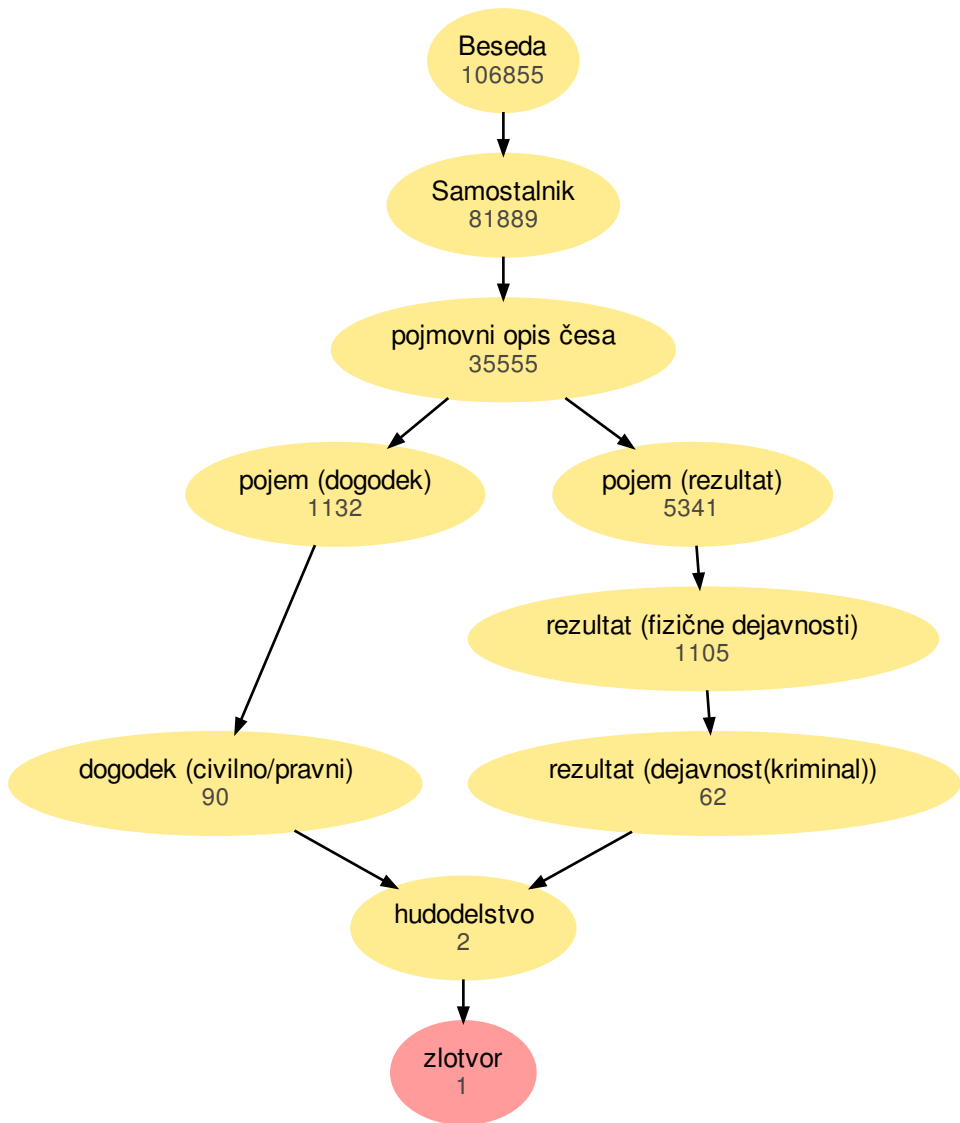 Beseda
106855
Samostalnik
81889
pojmovni opis česa
35555
pojem (dogodek)
1132
pojem (rezultat)
5341
rezultat (fizične dejavnosti)
1105
dogodek (civilno/pravni)
90
rezultat (dejavnost(kriminal))
62
hudodelstvo
2
zlotvor
1